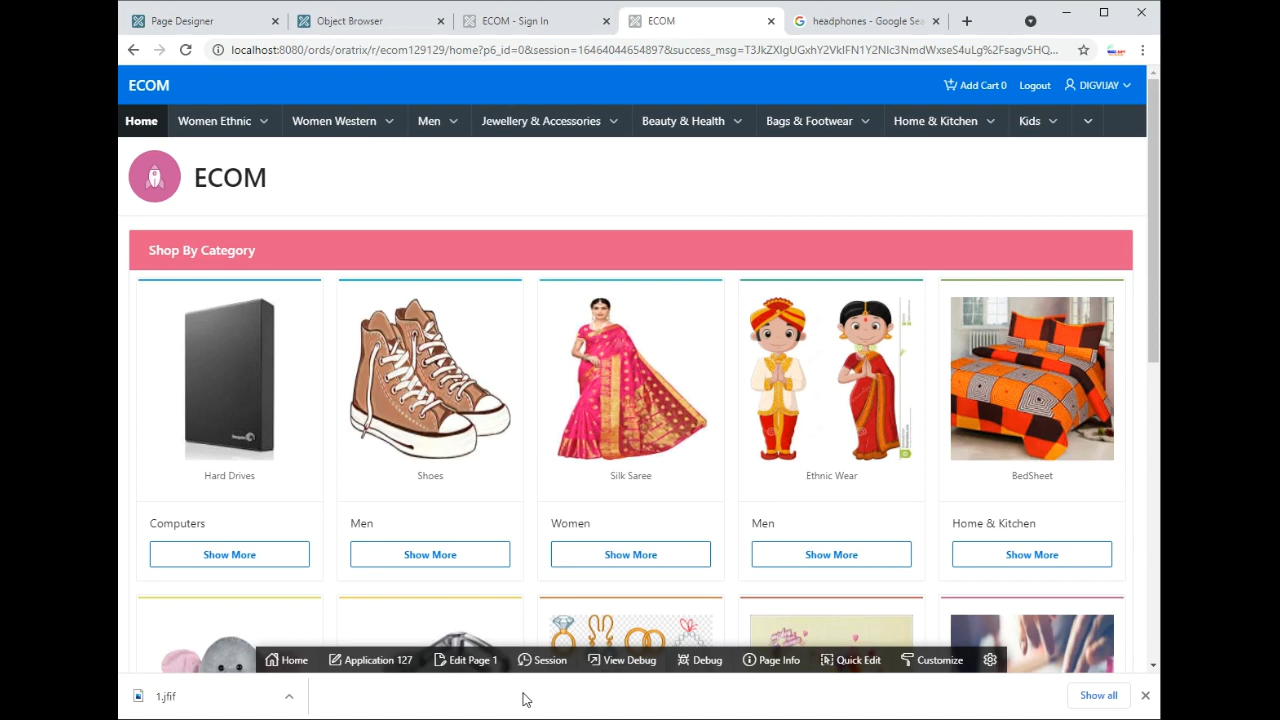 Page Designer
Object Browser
ECOM - Sign In
ECOM
headphones - Google Sea
localhost:8080/ords/oratrix/r/ecom129129/home?p6_id=0&session=16464044654897&success_msg=T3JkZXIgUGxhY2VkIFN1Y2NIc3NmdWxseS4uLg%2Fsagv5HQ...
ECOM
Add Cart 0
Logout
DIGVIJAY
Home
Women Ethnic
Women Western
Men
Jewellery & Accessories
Beauty & Health
Bags & Footwear
Home & Kitchen
Kids
ECOM
Shop By Category
Hard Drives
Shoes
Silk Saree
Ethnic Wear
BedSheet
Computers
Men
Women
Men
Home & Kitchen
Show More
Show More
Show More
Show More
Show More
Home
Application 127
Edit Page 1
Session
View Debug
Debug
Page Info
Quick Edit
Customize
1.jfif
Show all